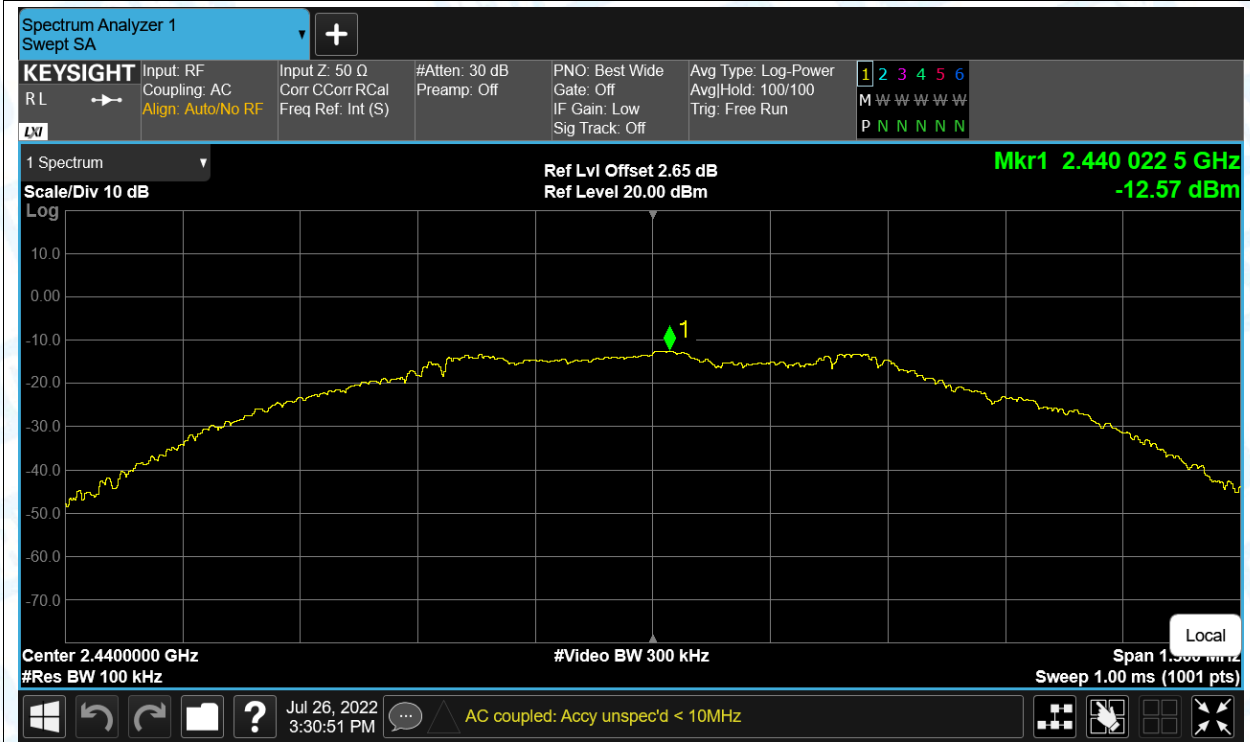 Spectrum Analyzer 1
Swept SA
+
KEYSIGHT
R L
LXI
Input: RF
Coupling: AC
Align: Auto/No RF
Input Z: 50 Ω
Corr CCorr RCal
Freq Ref: Int (S)
#Atten: 30 dB
Preamp: Off
PNO: Best Wide
Gate: Off
IF Gain: Low
Sig Track: Off
Avg Type: Log-Power
Avg|Hold: 100/100
Trig: Free Run
1 2 3 4 5 6
M W W W W W W
P N N N N N N
1 Spectrum
Scale/Div 10 dB
Ref Lvl Offset 2.65 dB
Ref Level 20.00 dBm
Mkr1 2.440 022 5 GHz
-12.57 dBm
Log
10.0
0.00
-10.0
-20.0
-30.0
-40.0
-50.0
-60.0
-70.0
1
Local
Center 2.4400000 GHz
#Video BW 300 kHz
Span
#Res BW 100 kHz
Sweep 1.00 ms (1001 pts)
?
Jul 26, 2022
3:30:51 PM
AC coupled: Accy unspec'd < 10MHz